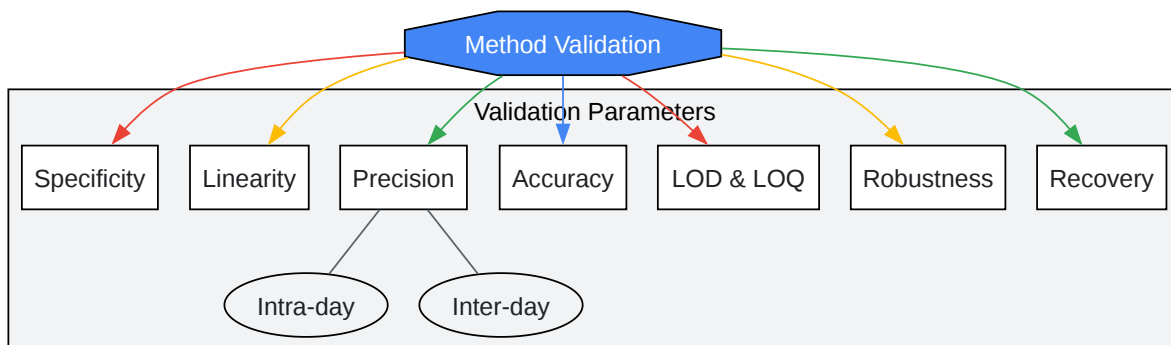 Method Validation
Validation Parameters
Specificity
Linearity
Precision
Accuracy
LOD & LOQ
Robustness
Recovery
Intra-day
Inter-day